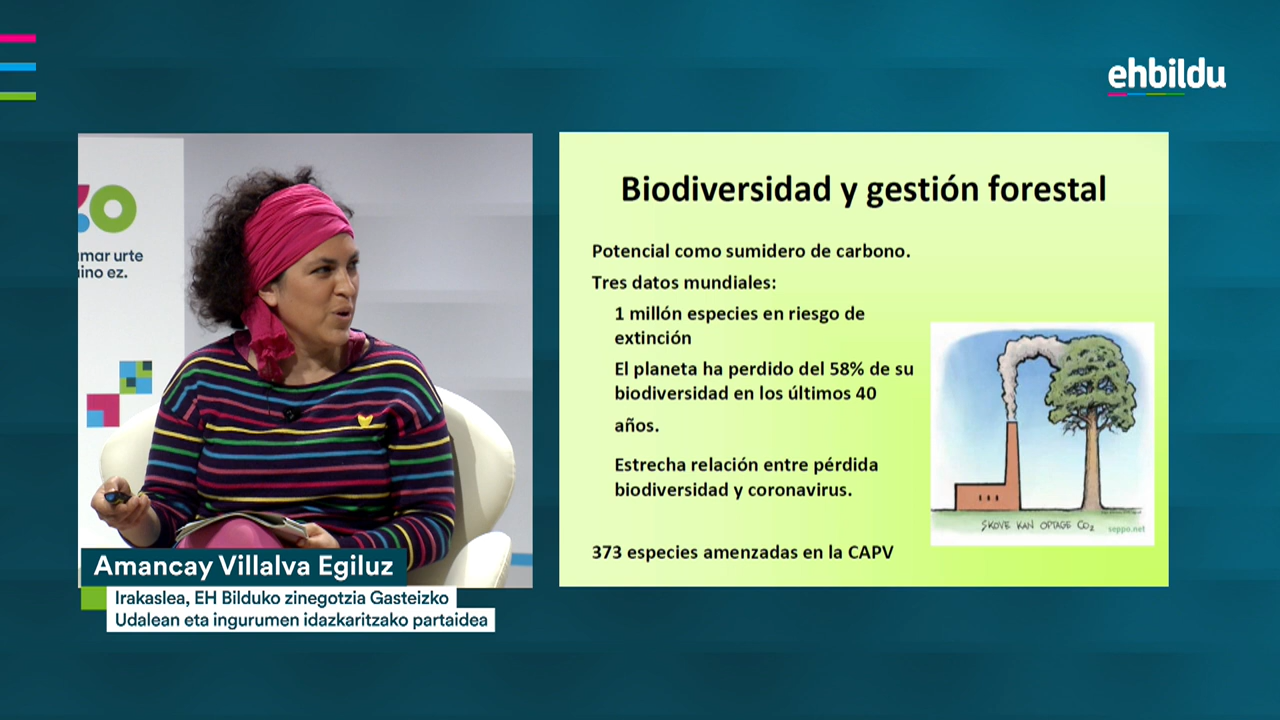 ehbildu
mar urte
ino ez.
Biodiversidad y gestión forestal
Potencial como sumidero de carbono.
Tres datos mundiales:
1 millón especies en riesgo de
extinción
El planeta ha perdido del 58% de su
biodiversidad en los últimos 40
años.
Estrecha relación entre pérdida
biodiversidad y coronavirus.
373 especies amenzadas en la CAPV
SKOVE KAN OPTAGE CO₂
seppo.net
Amancay Villalva Egiluz
Irakaslea, EH Bilduko zinegotzia Gasteizko
Udalean eta ingurumen idazkaritzako partaidea